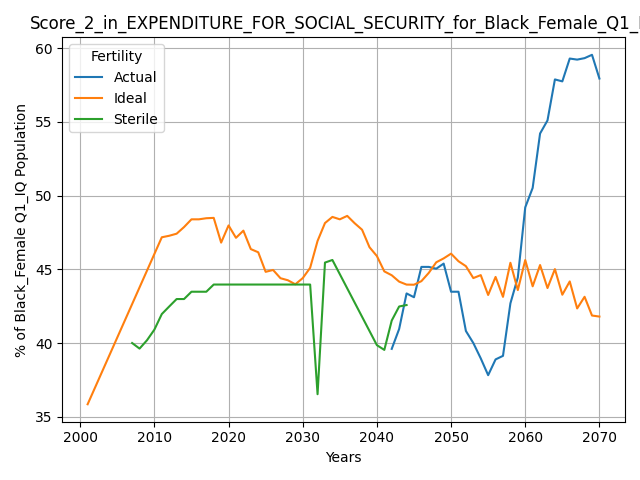 Score_2_in_EXPENDITURE_FOR_SOCIAL_SECURITY_for_Black_Female_Q1_
Fertility
Actual
Ideal
Sterile
% of Black_Female Q1_IQ Population
60
55
50
45
40
35
2000 2010 2020 2030 2040 2050 2060 2070
Years